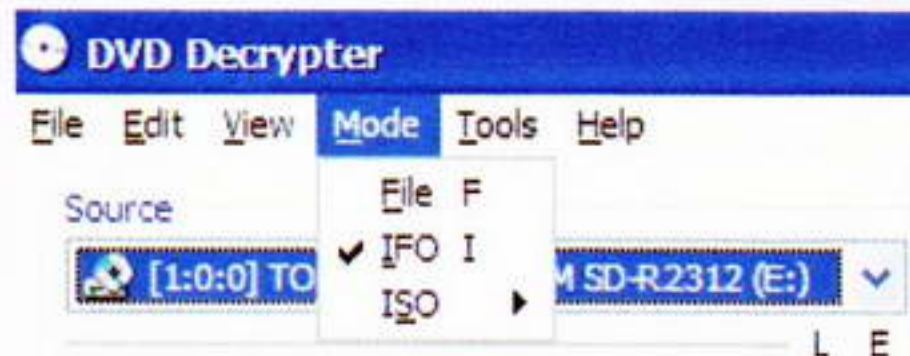 DVD Decrypter
File Edit View Mode Tools Help
Source
File F
[1:0:0] TO
IFO I
M SD-R2312 (E:)
ISO
L E